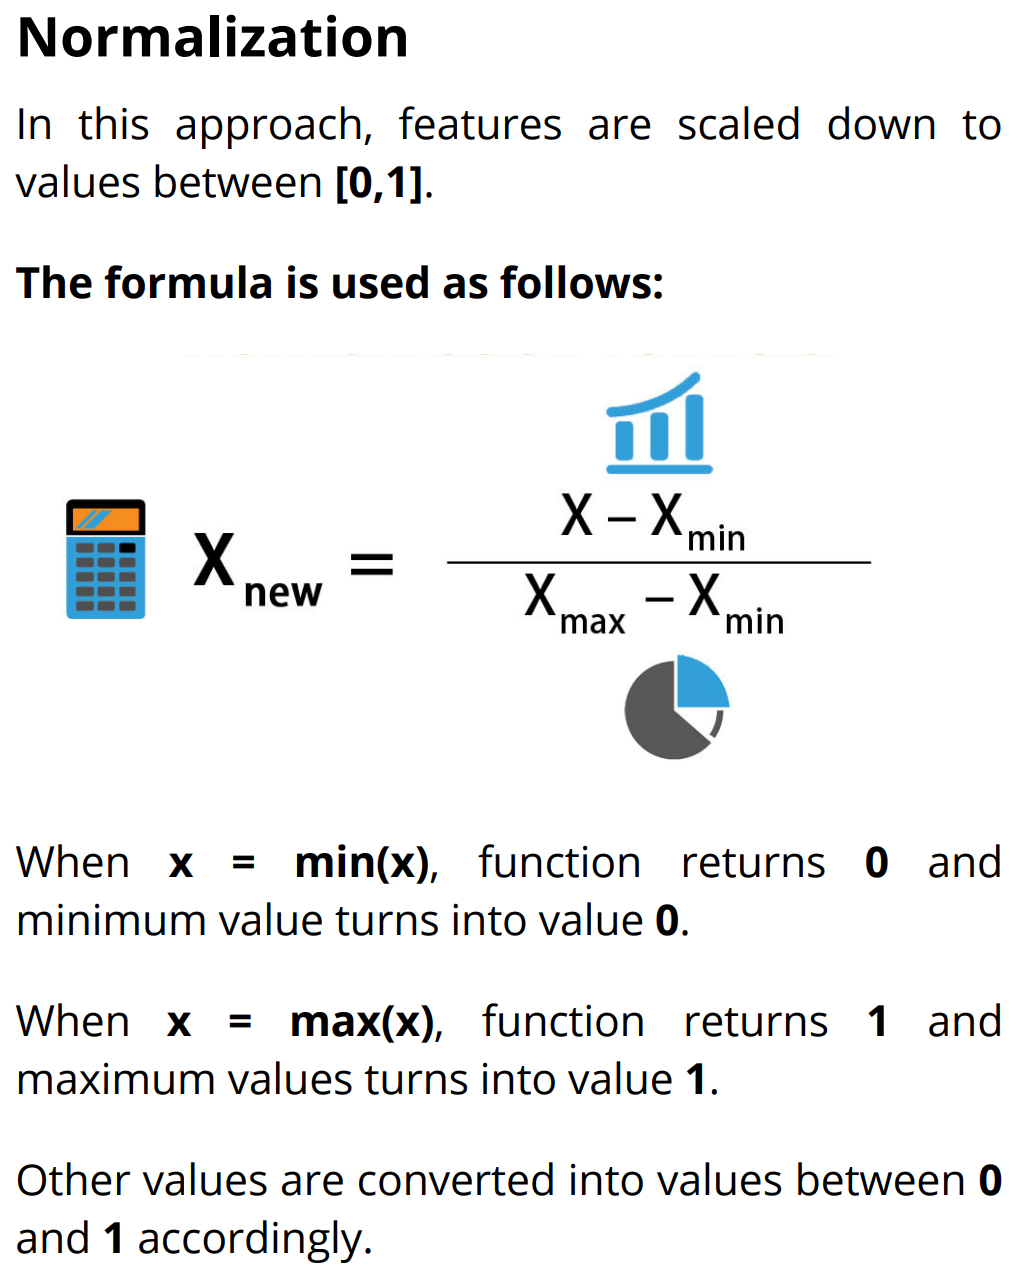 Normalization
In this approach, features are scaled down to
values between [0,1].
The formula is used as follows:
X – Xmin
Xnew =
Xmax – Xmin
When x = min(x), function returns 0 and
minimum value turns into value 0.
When x = max(x), function returns 1 and
maximum values turns into value 1.
Other values are converted into values between 0
and 1 accordingly.